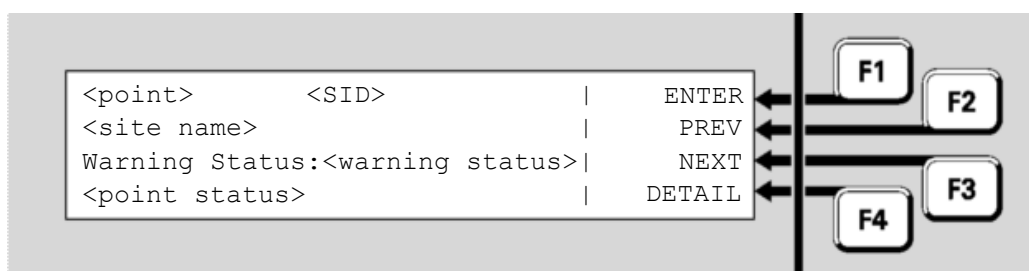 <point> <SID> | ENTER
<site name> | PREV
Warning Status:<warning status>| NEXT
<point status> | DETAIL
F1
F2
F3
F4